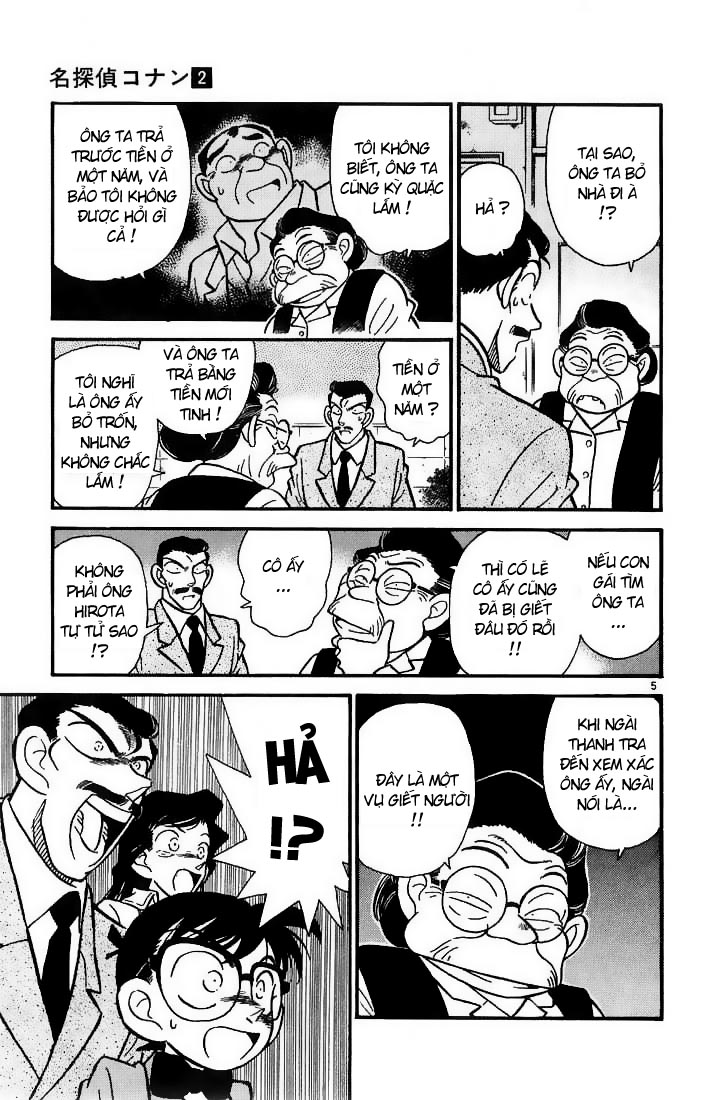 名探偵コナン2
TẠI SAO,
ÔNG TA BỎ
NHÀ ĐI À
!?
HẢ ?
TÔI KHÔNG
BIẾT, ÔNG TA
CŨNG KỲ QUẶC
LẮM !
ÔNG TA TRẢ
TRƯỚC TIỀN Ở
MỘT NĂM, VÀ
BẢO TÔI KHÔNG
ĐƯỢC HỎI GÌ
CẢ !
TIỀN Ở
MỘT
NĂM ?
VÀ ÔNG TA
TRẢ BẰNG
TIỀN MỚI
TINH !
TÔI NGHĨ
LÀ ÔNG ẤY
BỎ TRỐN,
NHƯNG
KHÔNG CHẮC
LẮM !
NẾU CON
GÁI TÌM
ÔNG TA
...
THÌ CÓ LẼ
CÔ ẤY CŨNG
ĐÃ BỊ GIẾT
ĐÂU ĐÓ RỒI
!!
CÔ ẤY
...
KHÔNG
PHẢI ÔNG
HIROTA
TỰ TỬ SAO
!?
5
KHI NGÀI
THANH TRA
ĐẾN XEM XÁC
ÔNG ẤY, NGÀI
NÓI LÀ...
ĐÂY LÀ MỘT
VỤ GIẾT NGƯỜI
!!
HẢ
!?